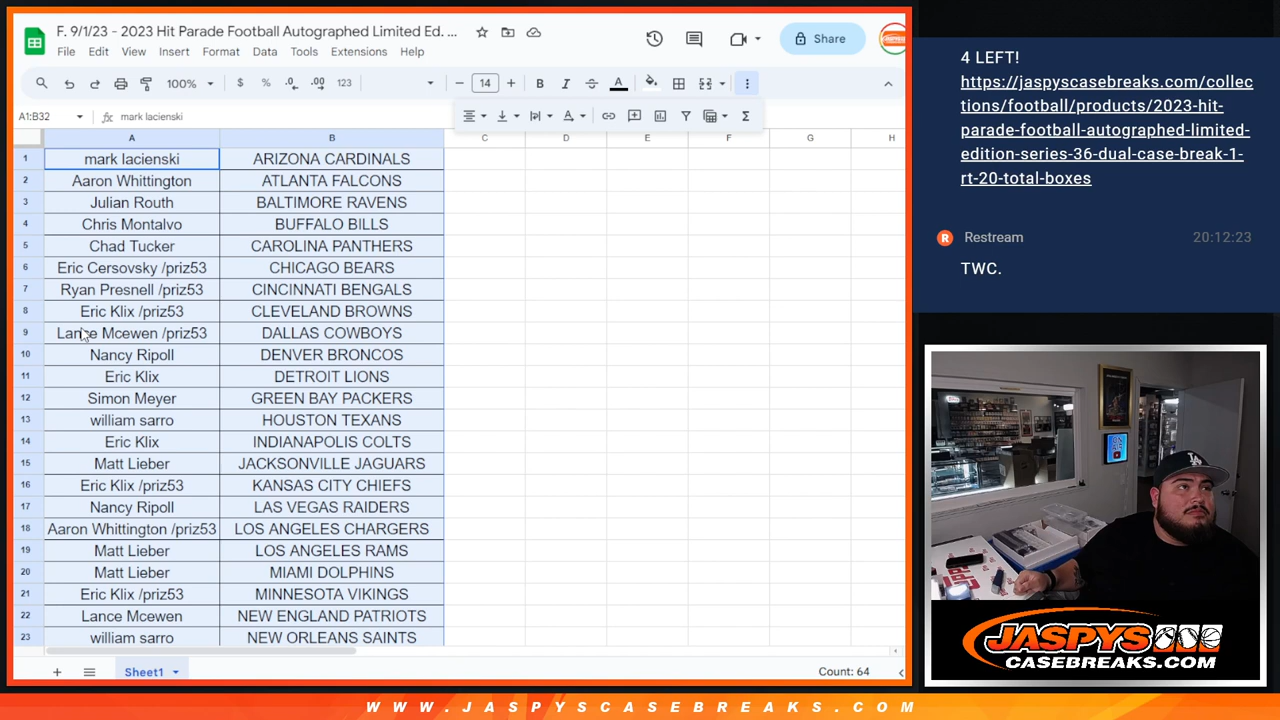 F. 9/1/23 - 2023 Hit Parade Football Autographed Limited Ed. ...
File Edit View Insert Format Data Tools Extensions Help
Share
100% $ % .0 .00 123 14 B I A
A1:B32 fx mark lacienski
A B C D E F G H
1 mark lacienski ARIZONA CARDINALS
2 Aaron Whittington ATLANTA FALCONS
3 Julian Routh BALTIMORE RAVENS
4 Chris Montalvo BUFFALO BILLS
5 Chad Tucker CAROLINA PANTHERS
6 Eric Cersovsky /priz53 CHICAGO BEARS
7 Ryan Presnell /priz53 CINCINNATI BENGALS
8 Eric Klix /priz53 CLEVELAND BROWNS
9 Lance Mcewen /priz53 DALLAS COWBOYS
10 Nancy Ripoll DENVER BRONCOS
11 Eric Klix DETROIT LIONS
12 Simon Meyer GREEN BAY PACKERS
13 william sarro HOUSTON TEXANS
14 Eric Klix INDIANAPOLIS COLTS
15 Matt Lieber JACKSONVILLE JAGUARS
16 Eric Klix /priz53 KANSAS CITY CHIEFS
17 Nancy Ripoll LAS VEGAS RAIDERS
18 Aaron Whittington /priz53 LOS ANGELES CHARGERS
19 Matt Lieber LOS ANGELES RAMS
20 Matt Lieber MIAMI DOLPHINS
21 Eric Klix /priz53 MINNESOTA VIKINGS
22 Lance Mcewen NEW ENGLAND PATRIOTS
23 william sarro NEW ORLEANS SAINTS
Sheet1
Count: 64
4 LEFT!
https://jaspyscasebreaks.com/collec
tions/football/products/2023-hit-
parade-football-autographed-limited-
edition-series-36-dual-case-break-1-
rt-20-total-boxes
Restream 20:12:23
TWC.
JASPYS
CASEBREAKS.COM
WWW.JASPYSCASEBREAKS.COM